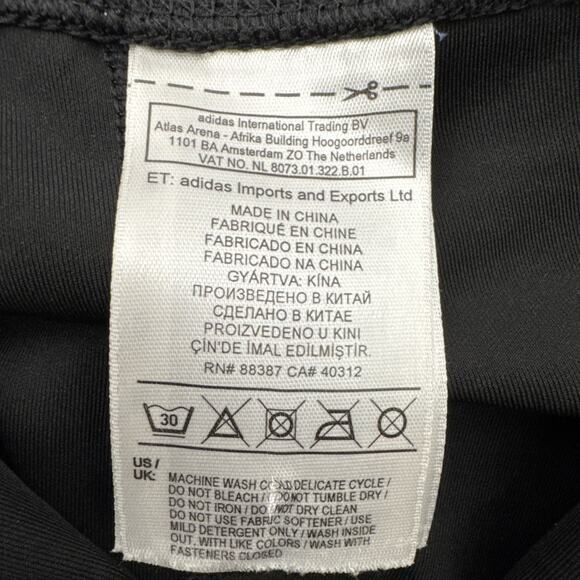 adidas International Trading BV
Atlas Arena - Afrika Building Hoogoorddreef 9a
1101 BA Amsterdam ZO The Netherlands
VAT NO. NL 8073.01.322.B.01
ET: adidas Imports and Exports Ltd
MADE IN CHINA
FABRIQUÉ EN CHINE
FABRICADO EN CHINA
FABRICADO NA CHINA
GYÁRTVA: KÍNA
ПРОИЗВЕДЕНО В КИТАЙ
СДЕЛАНО В КИТАЕ
PROIZVEDENO U KINI
ÇİN'DE İMAL EDİLMİŞTİR.
RN# 88387 CA# 40312
30
US/
UK:
MACHINE WASH COLD DELICATE CYCLE /
DO NOT BLEACH / DO NOT TUMBLE DRY /
DO NOT IRON / DO NOT DRY CLEAN
DO NOT USE FABRIC SOFTENER / USE
MILD DETERGENT ONLY / WASH INSIDE
OUT. WITH LIKE COLORS / WASH WITH
FASTENERS CLOSED